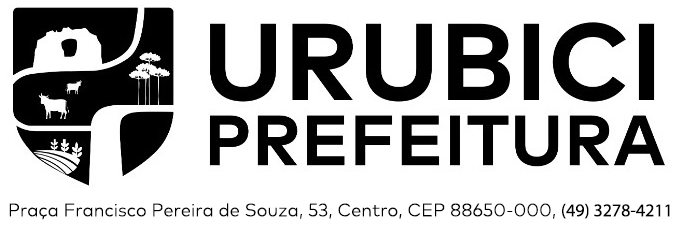 URUBICI
PREFEITURA
Praça Francisco Pereira de Souza, 53, Centro, CEP 88650-000, (49) 3278-4211